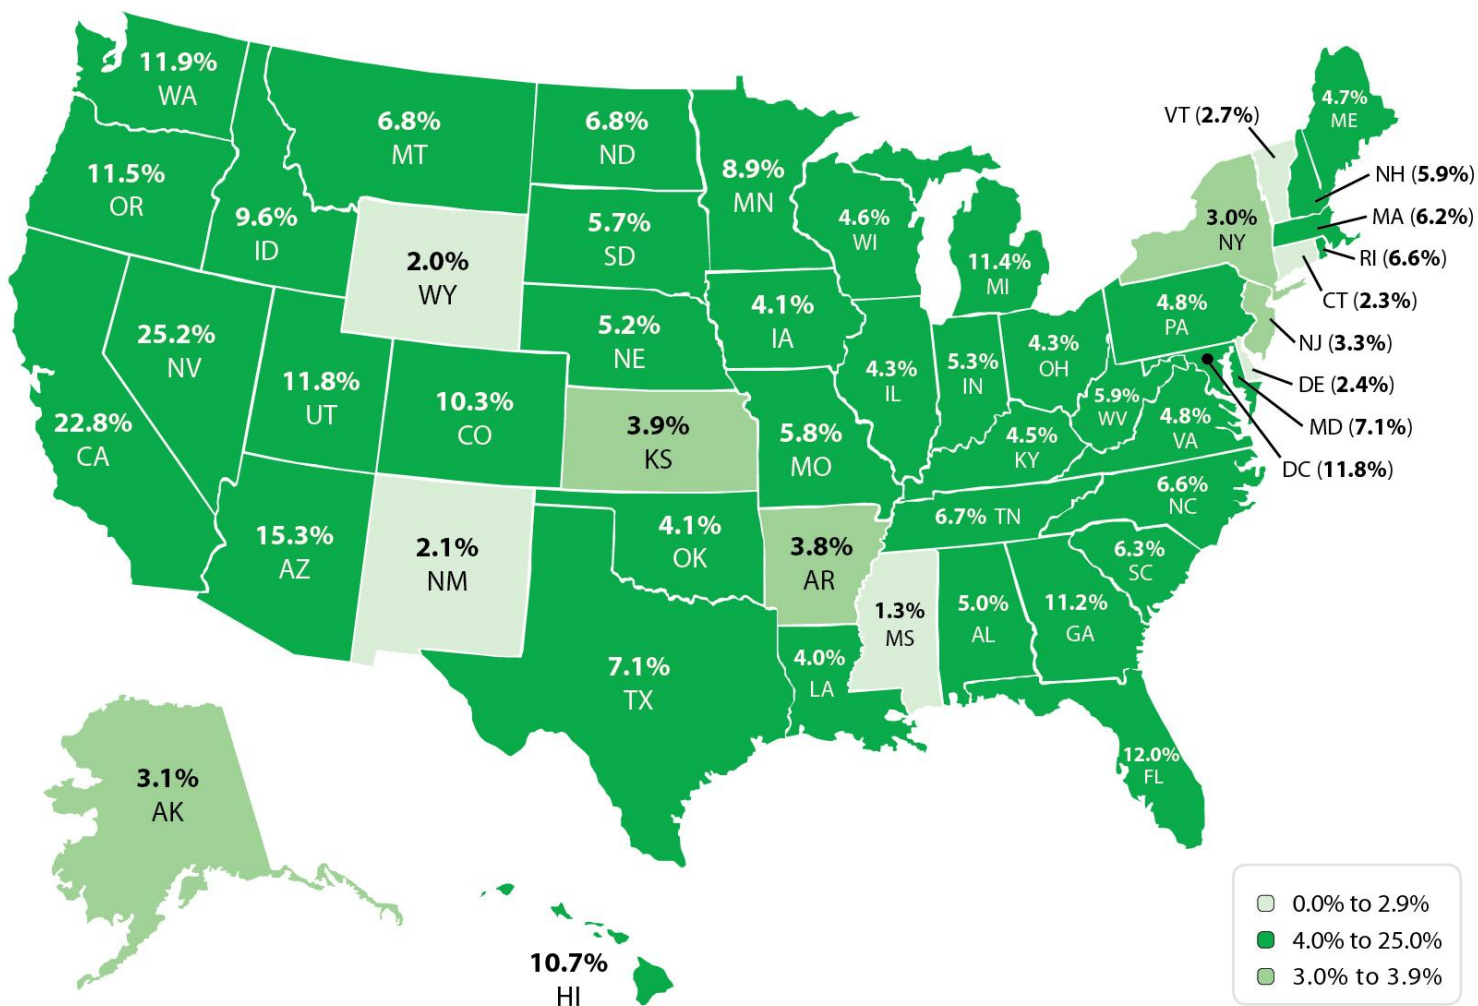 11.9%
WA
11.5%
OR
9.6%
ID
6.8%
MT
6.8%
ND
8.9%
MN
4.6%
WI
11.4%
MI
4.7%
ME
VT (2.7%)
NH (5.9%)
MA (6.2%)
RI (6.6%)
CT (2.3%)
NJ (3.3%)
DE (2.4%)
MD (7.1%)
DC (11.8%)
3.0%
NY
4.8%
PA
2.0%
WY
5.7%
SD
5.2%
NE
4.1%
IA
4.3%
IL
5.3%
IN
4.3%
OH
5.9%
WV
4.8%
VA
22.8%
CA
25.2%
NV
11.8%
UT
10.3%
CO
3.9%
KS
5.8%
MO
4.5%
KY
6.6%
NC
15.3%
AZ
2.1%
NM
4.1%
OK
3.8%
AR
6.7% TN
6.3%
SC
7.1%
TX
4.0%
LA
1.3%
MS
5.0%
AL
11.2%
GA
12.0%
FL
3.1%
AK
10.7%
HI
0.0% to 2.9%
4.0% to 25.0%
3.0% to 3.9%